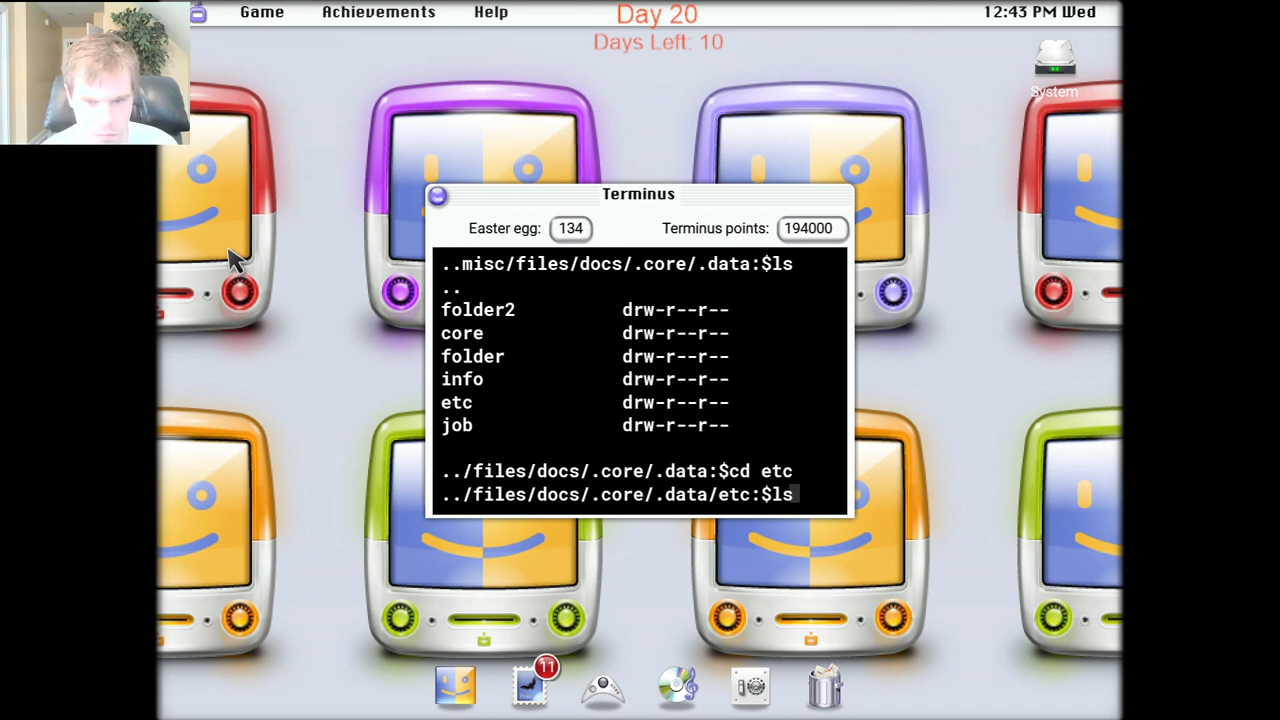 Game Achievements Help Day 20 12:43 PM Wed
Days Left: 10
System
Terminus
Easter egg: 134 Terminus points: 194000
..misc/files/docs/.core/.data:$ls
..
folder2 drw-r--r--
core drw-r--r--
folder drw-r--r--
info drw-r--r--
etc drw-r--r--
job drw-r--r--
../files/docs/.core/.data:$cd etc
../files/docs/.core/.data/etc:$ls
11